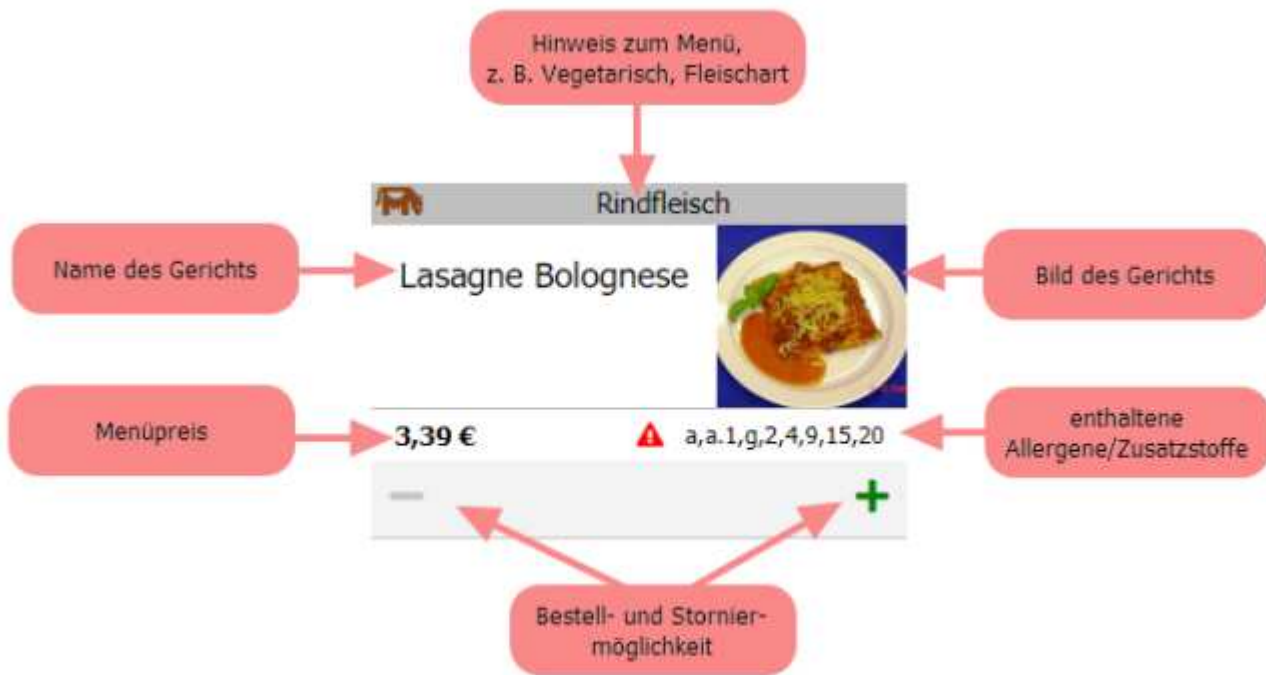 Hinweis zum Menü,
z. B. Vegetarisch, Fleischart
Rindfleisch
Name des Gerichts
Lasagne Bolognese
Bild des Gerichts
Menüpreis
3,39 €
a,a.1,g,2,4,9,15,20
enthaltene
Allergene/Zusatzstoffe
Bestell- und Stornier-
möglichkeit